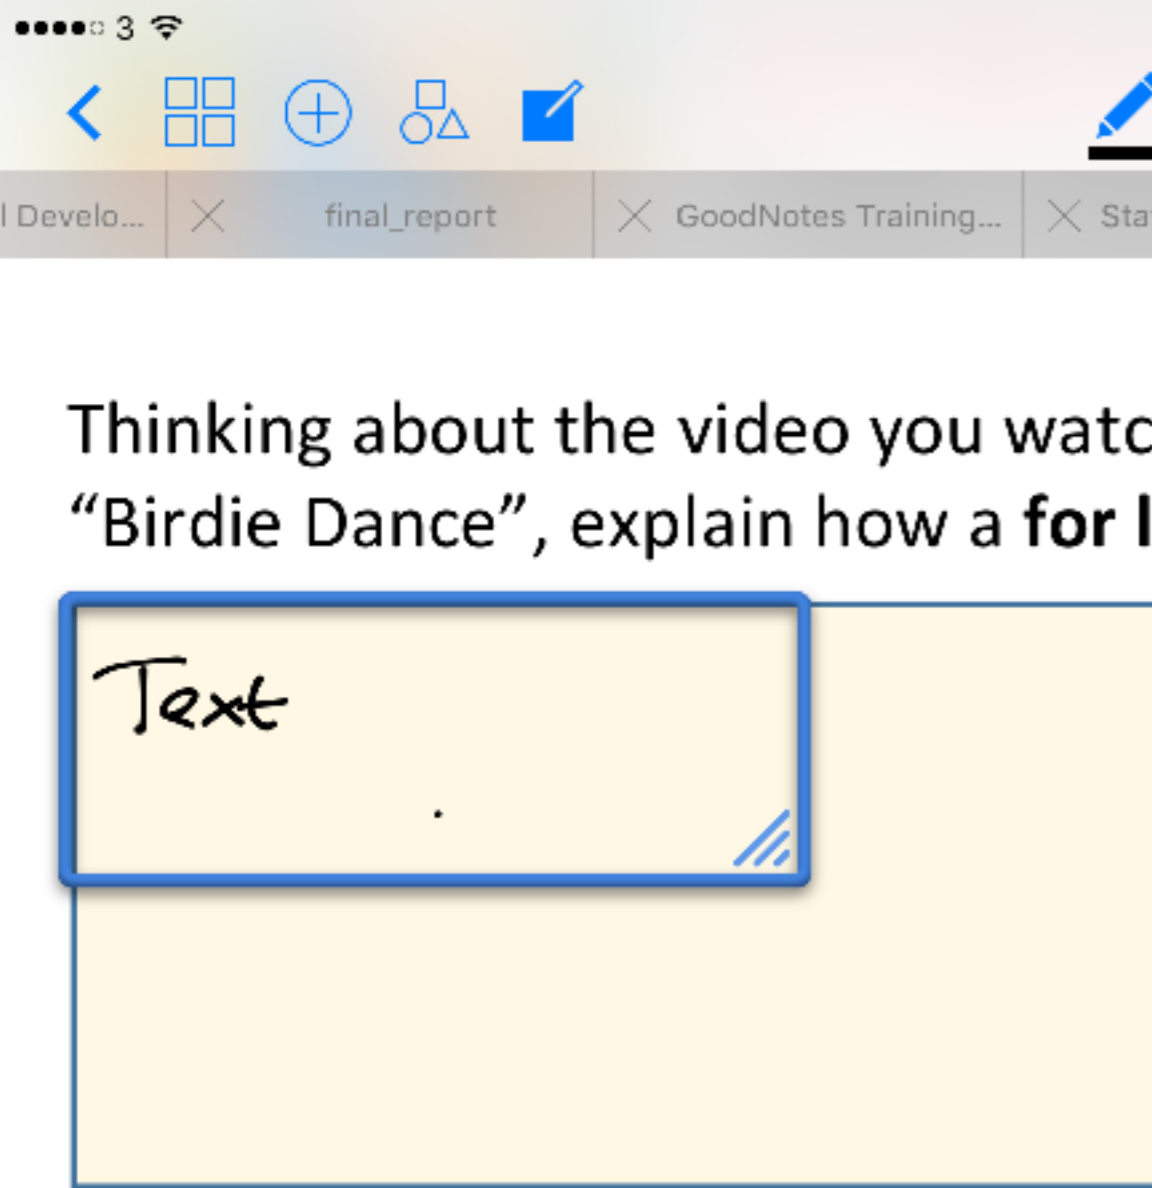 3
l Develo...
final_report
GoodNotes Training...
Sta
Thinking about the video you watc
“Birdie Dance”, explain how a for l
Text